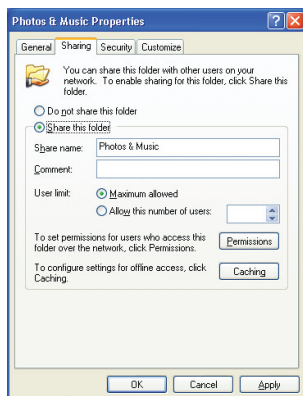 Photos & Music Properties
General Sharing Security Customize
You can share this folder with other users on your
network. To enable sharing for this folder, click Share this
folder.
Do not share this folder
Share this folder
Share name: Photos & Music
Comment:
User limit: Maximum allowed
Allow this number of users:
To set permissions for users who access this
folder over the network, click Permissions.
Permissions
To configure settings for offline access, click
Caching.
Caching
OK Cancel Apply